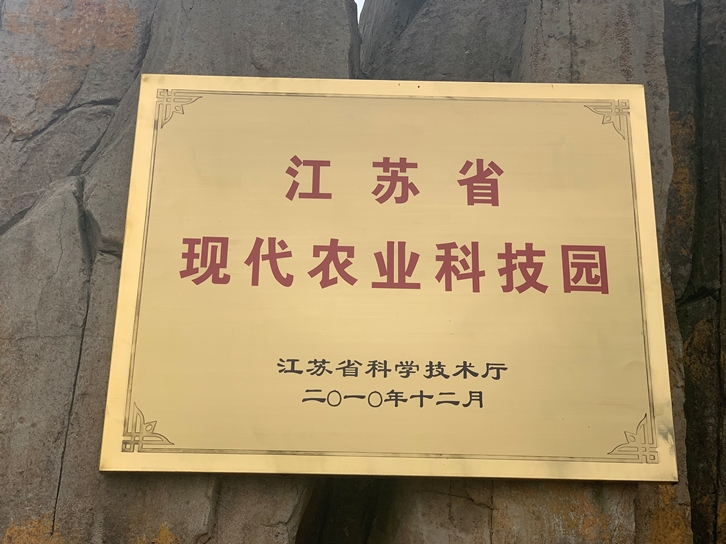 江苏省
现代农业科技园
江苏省科学技术厅
二〇一〇年十二月